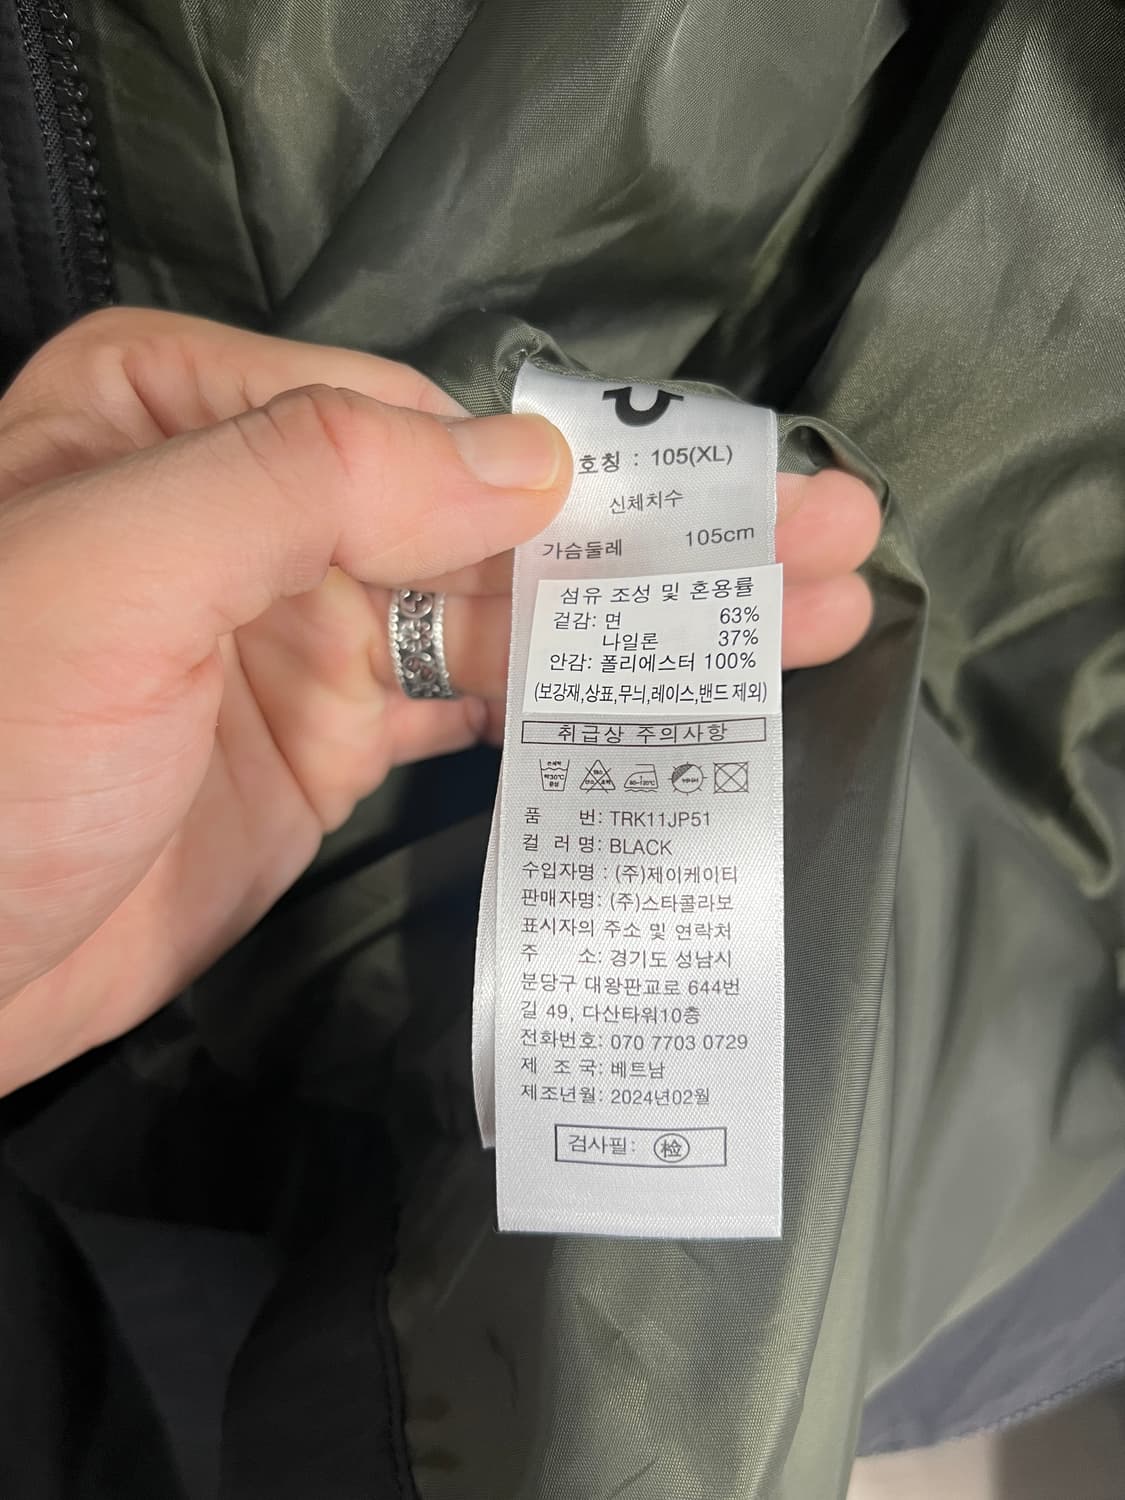 호칭 : 105(XL)
신체치수
가슴둘레 105cm
섬유 조성 및 혼용률
겉감: 면 63%
나일론 37%
안감: 폴리에스터 100%
(보강재,상표,무늬,레이스,밴드 제외)
취급상 주의사항
약30℃
중성
80~120℃
품 번: TRK11JP51
컬 러 명: BLACK
수입자명 : (주)제이케이티
판매자명: (주)스타콜라보
표시자의 주소 및 연락처
주 소: 경기도 성남시
분당구 대왕판교로 644번
길 49, 다산타워10층
전화번호: 070 7703 0729
제 조 국: 베트남
제조년월: 2024년02월
검사필: 检